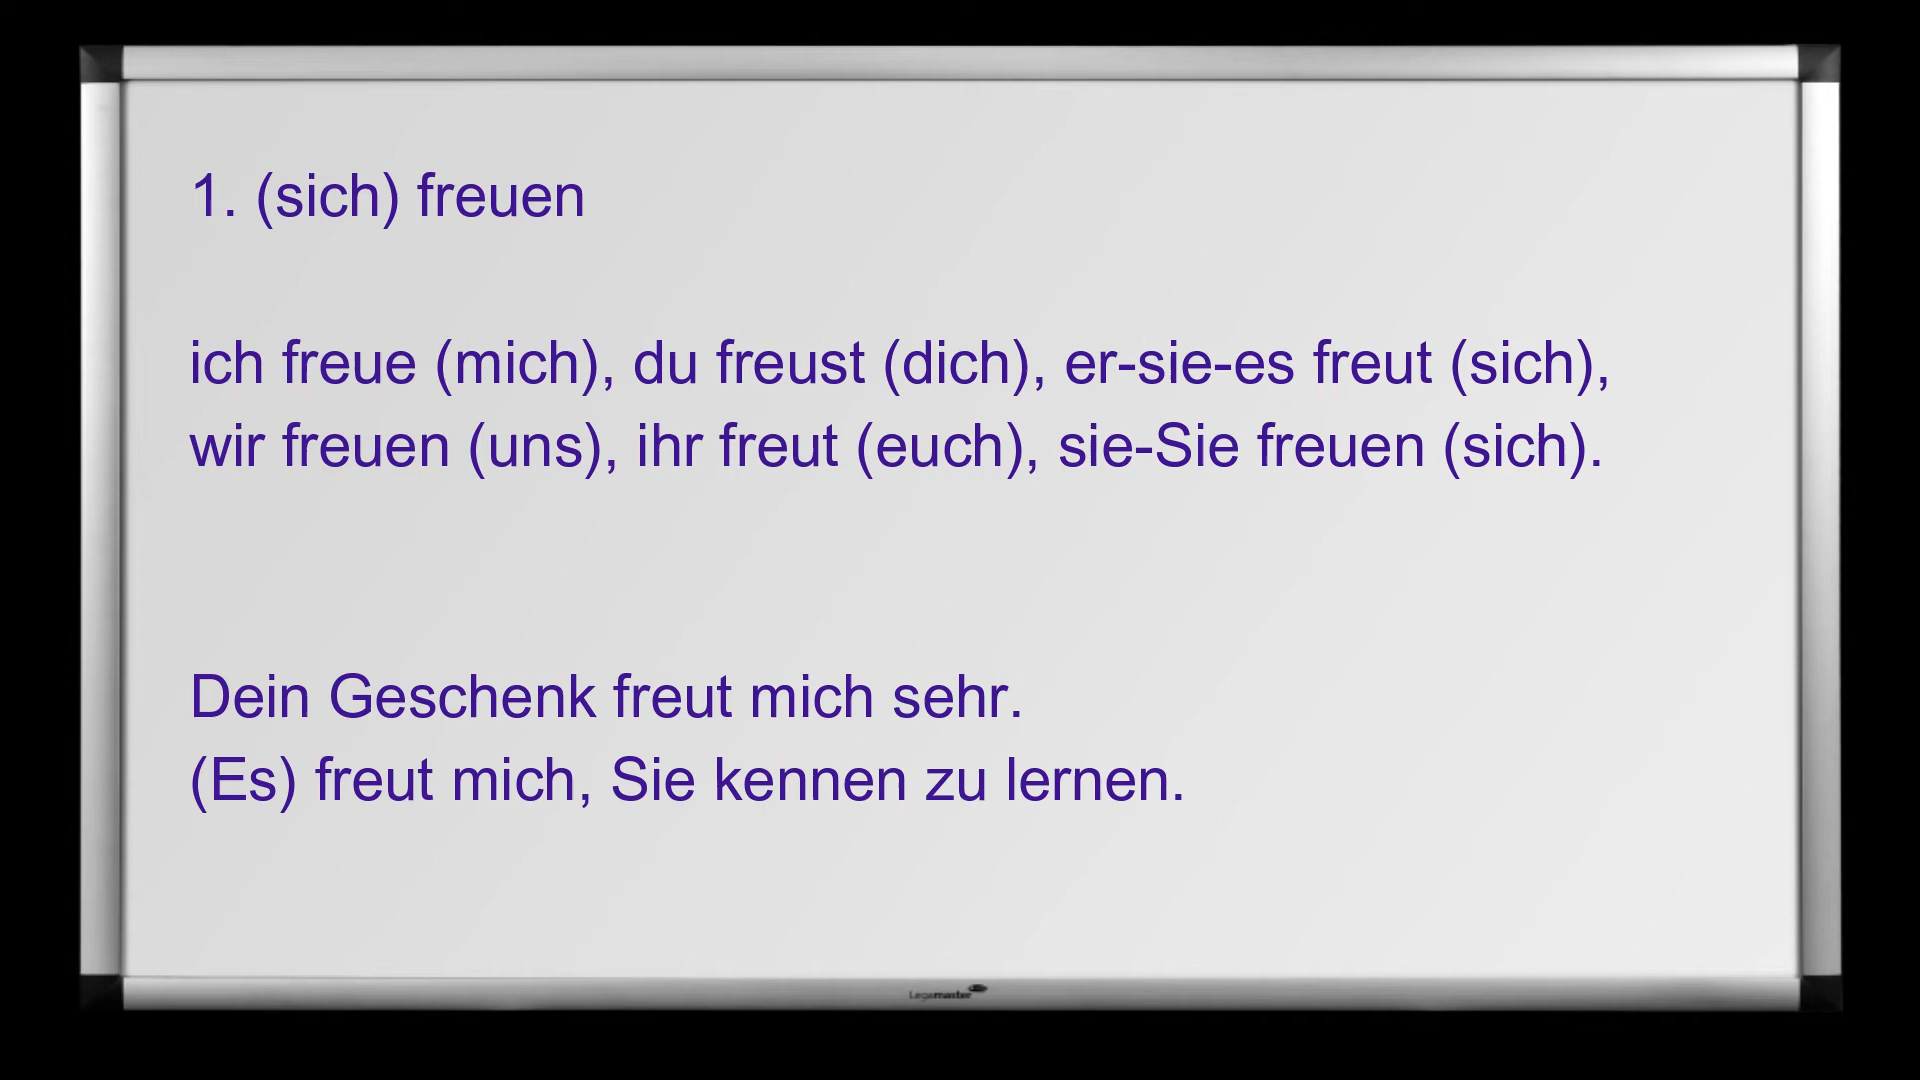 1. (sich) freuen
ich freue (mich), du freust (dich), er-sie-es freut (sich),
wir freuen (uns), ihr freut (euch), sie-Sie freuen (sich).
Dein Geschenk freut mich sehr.
(Es) freut mich, Sie kennen zu lernen.
Legamaster